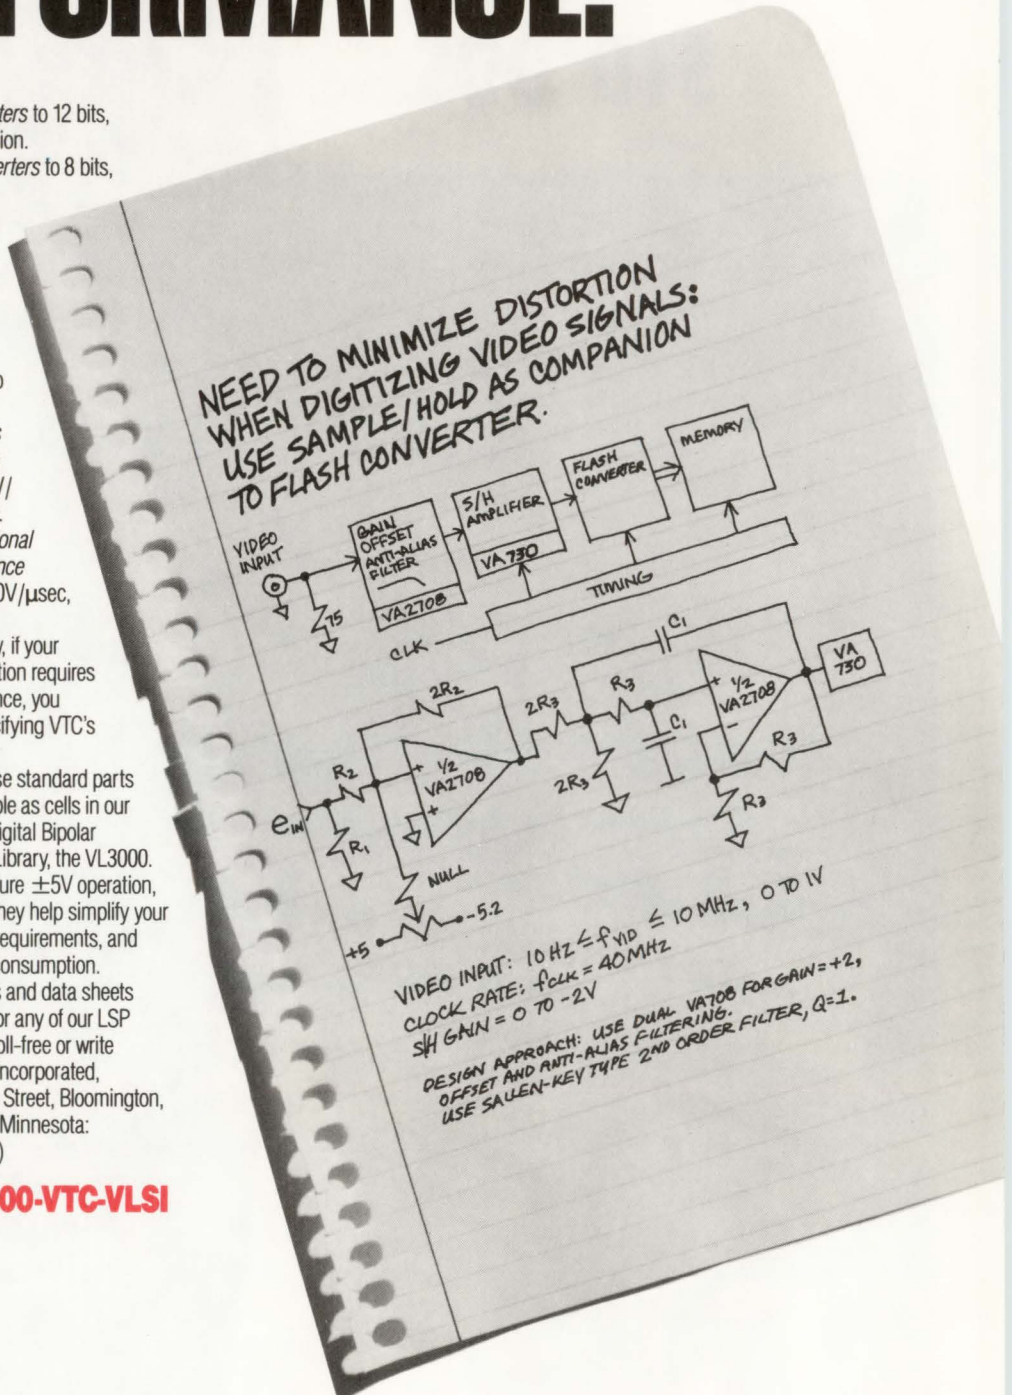 ters to 12 bits,
ion.
erters to 8 bits,
//
onal
nce
0V/µsec,
, if your
tion requires
nce, you
cifying VTC's
se standard parts
ble as cells in our
igital Bipolar
Library, the VL3000.
ure ±5V operation,
hey help simplify your
equirements, and
onsumption.
s and data sheets
or any of our LSP
oll-free or write
ncorporated,
Street, Bloomington,
Minnesota:
)
00-VTC-VLSI
NEED TO MINIMIZE DISTORTION
WHEN DIGITIZING VIDEO SIGNALS:
USE SAMPLE/HOLD AS COMPANION
TO FLASH CONVERTER.
VIDEO
INPUT
75
GAIN
OFFSET
ANTI-ALIAS
FILTER
VA2708
S/H
AMPLIFIER
VA730
FLASH
CONVERTER
MEMORY
TIMING
CLK
eIN
R1
R2
2R2
+
1/2
VA2708
+
NULL
+5
-5.2
2R3
2R3
R3
C1
C1
+
1/2
VA2708
-
R3
R3
VA
730
VIDEO INPUT: 10 HZ ≤ fVID ≤ 10 MHZ, 0 TO 1V
CLOCK RATE: fCLK = 40MHZ
S/H GAIN = 0 TO -2V
DESIGN APPROACH: USE DUAL VA708 FOR GAIN=+2,
OFFSET AND ANTI-ALIAS FILTERING.
USE SALLEN-KEY TYPE 2ND ORDER FILTER, Q=1.